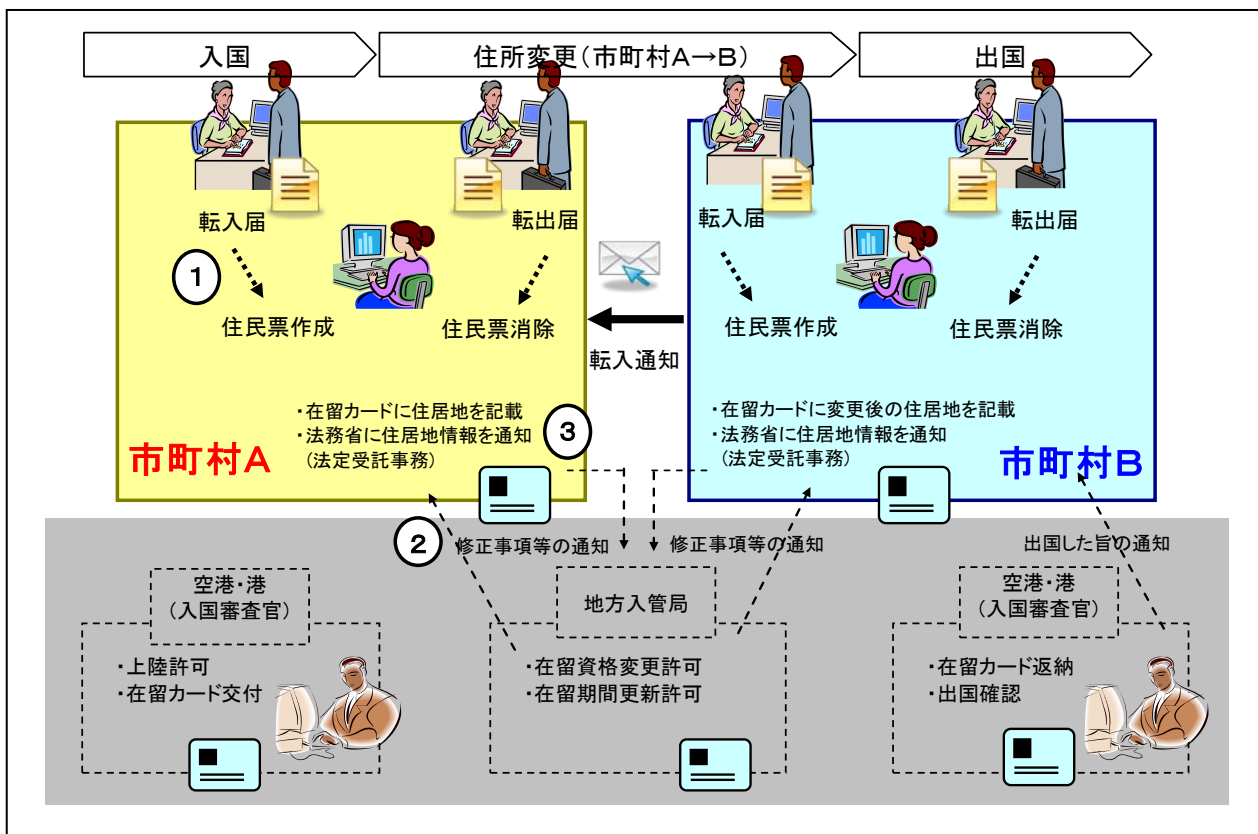 入国
住所変更（市町村A→B）
出国
転入届
転出届
転入届
転出届
①
住民票作成
住民票消除
住民票作成
住民票消除
転入通知
・在留カードに住居地を記載
・法務省に住居地情報を通知
（法定受託事務）
③
・在留カードに変更後の住居地を記載
・法務省に住居地情報を通知
（法定受託事務）
市町村A
市町村B
②
修正事項等の通知
修正事項等の通知
出国した旨の通知
空港・港
（入国審査官）
・上陸許可
・在留カード交付
地方入管局
・在留資格変更許可
・在留期間更新許可
空港・港
（入国審査官）
・在留カード返納
・出国確認